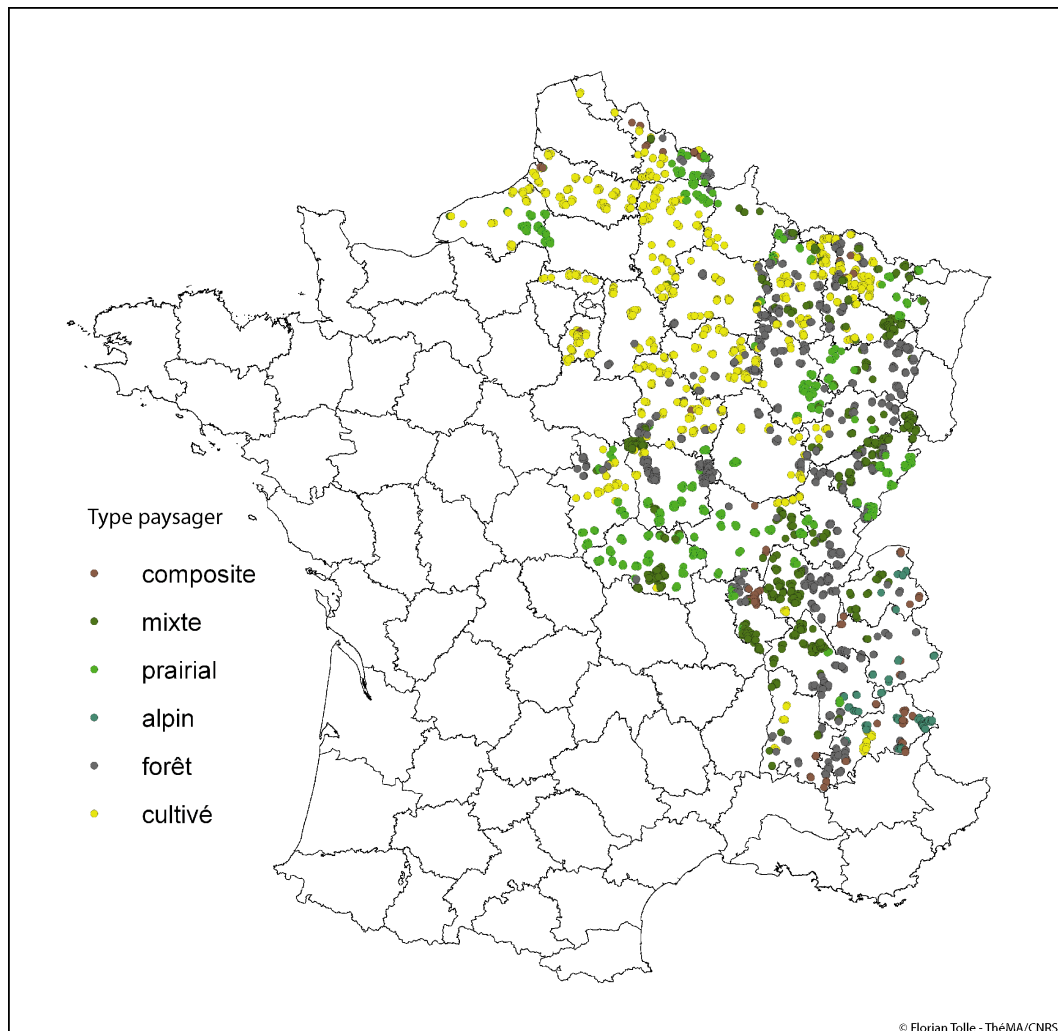 Type paysager
composite
mixte
prairial
alpin
forêt
cultivé
© Florian Tolle - ThéMA/CNRS